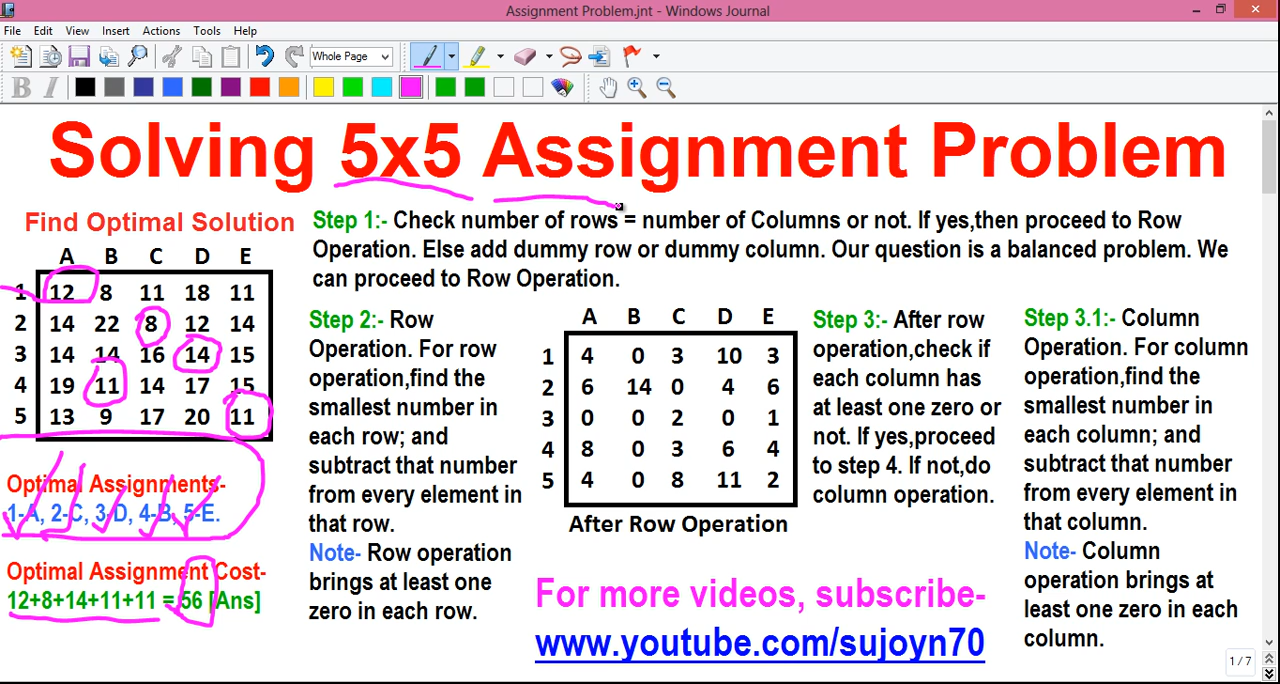 Assignment Problem.jnt - Windows Journal
File Edit View Insert Actions Tools Help
Whole Page
B I
Solving 5x5 Assignment Problem
Find Optimal Solution
A B C D E
1 12 8 11 18 11
2 14 22 8 12 14
3 14 14 16 14 15
4 19 11 14 17 15
5 13 9 17 20 11
Optimal Assignments-
1-A, 2-C, 3-D, 4-B, 5-E.
Optimal Assignment Cost-
12+8+14+11+11 = 56 [Ans]
Step 1:- Check number of rows = number of Columns or not. If yes,then proceed to Row
Operation. Else add dummy row or dummy column. Our question is a balanced problem. We
can proceed to Row Operation.
Step 2:- Row
Operation. For row
operation,find the
smallest number in
each row; and
subtract that number
from every element in
that row.
Note- Row operation
brings at least one
zero in each row.
A B C D E
1 4 0 3 10 3
2 6 14 0 4 6
3 0 0 2 0 1
4 8 0 3 6 4
5 4 0 8 11 2
After Row Operation
Step 3:- After row
operation,check if
each column has
at least one zero or
not. If yes,proceed
to step 4. If not,do
column operation.
Step 3.1:- Column
Operation. For column
operation,find the
smallest number in
each column; and
subtract that number
from every element in
that column.
Note- Column
operation brings at
least one zero in each
column.
For more videos, subscribe-
www.youtube.com/sujoyn70
1 / 7